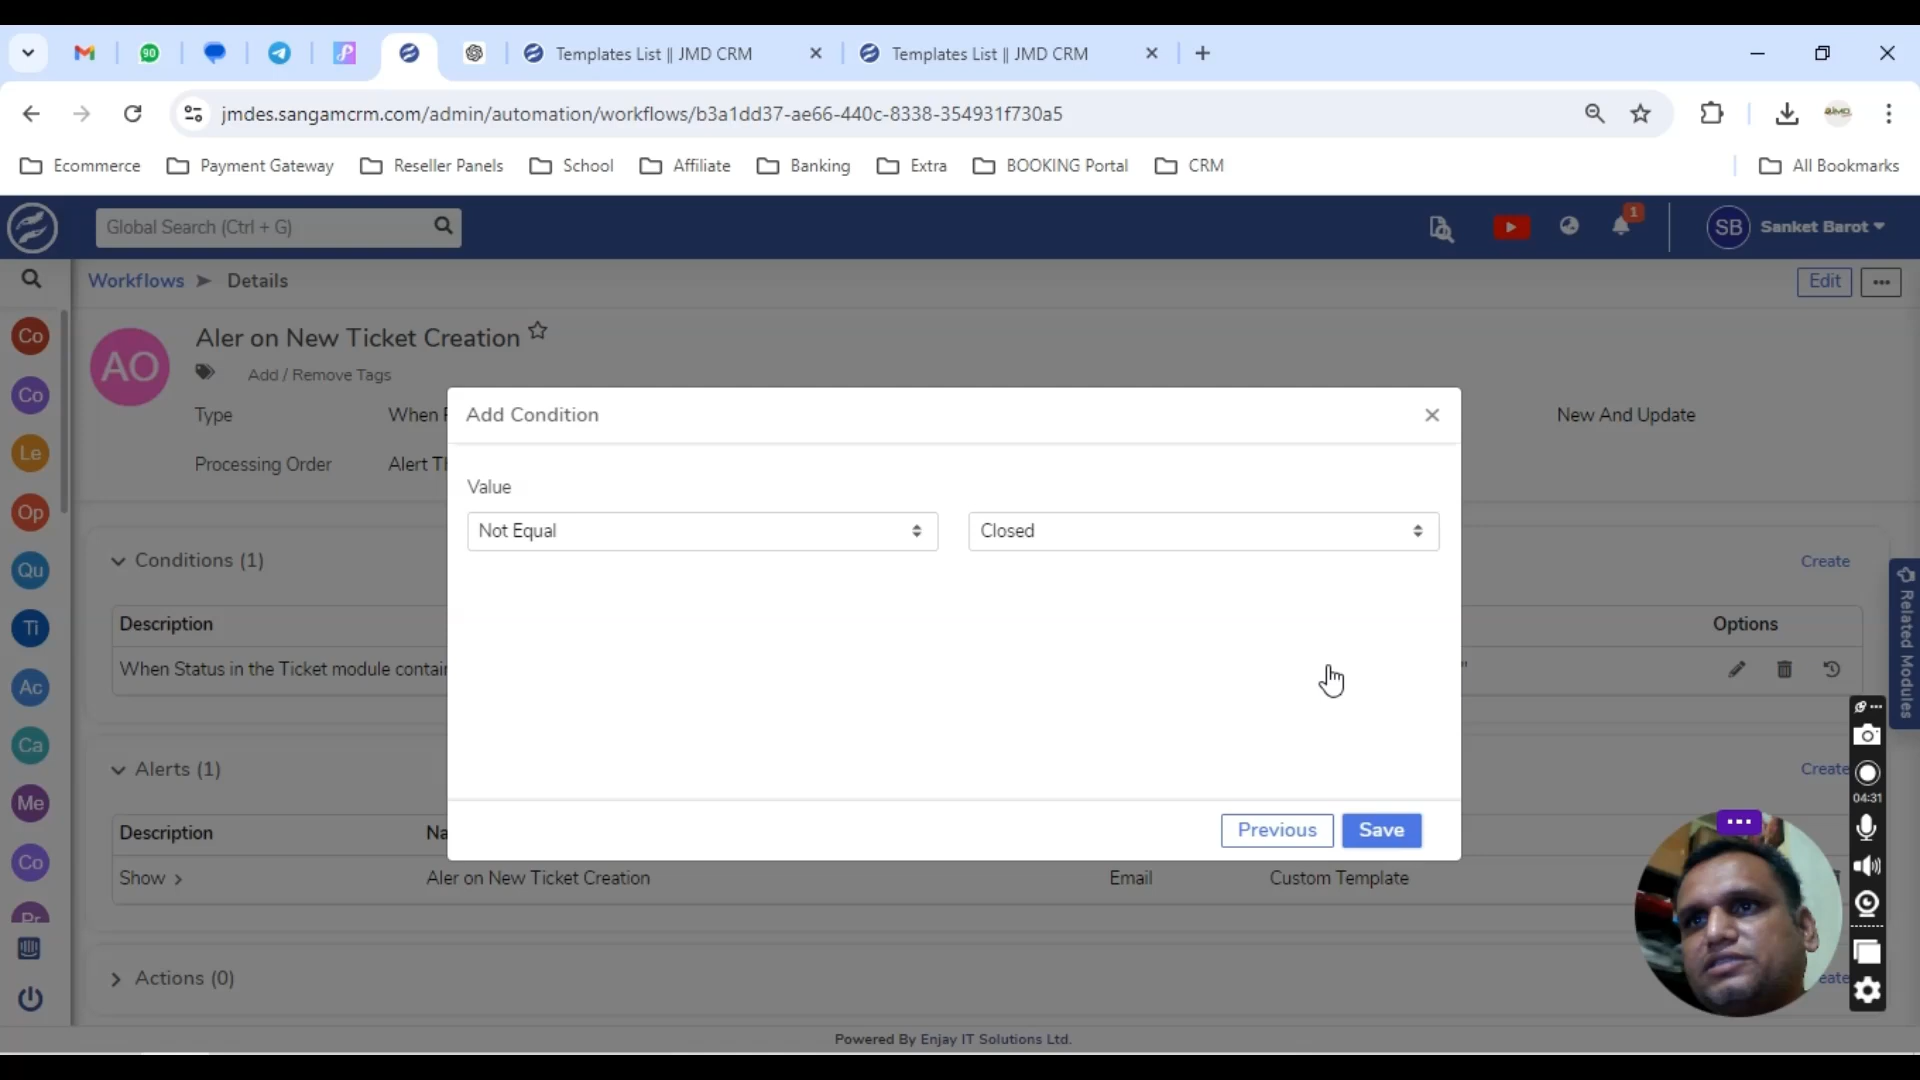 90
Templates List || JMD CRM
Templates List || JMD CRM
jmdes.sangamcrm.com/admin/automation/workflows/b3a1dd37-ae66-440c-8338-354931f730a5
Ecommerce
Payment Gateway
Reseller Panels
School
Affiliate
Banking
Extra
BOOKING Portal
CRM
All Bookmarks
Global Search (Ctrl + G)
1
SB
Sanket Barot
Workflows ➤ Details
Edit
Co
Co
Le
Op
Qu
Ti
Ac
Ca
Me
Co
Pr
AO
Aler on New Ticket Creation
Add / Remove Tags
Type
When
New And Update
Processing Order
Alert
Add Condition
Value
Not Equal
Closed
Previous
Save
Conditions (1)
Create
Description
Options
When Status in the Ticket module contai
"
Alerts (1)
Create
Description
Na
Show >
Aler on New Ticket Creation
Email
Custom Template
Actions (0)
eate
Related Modules
04:31
Powered By Enjay IT Solutions Ltd.